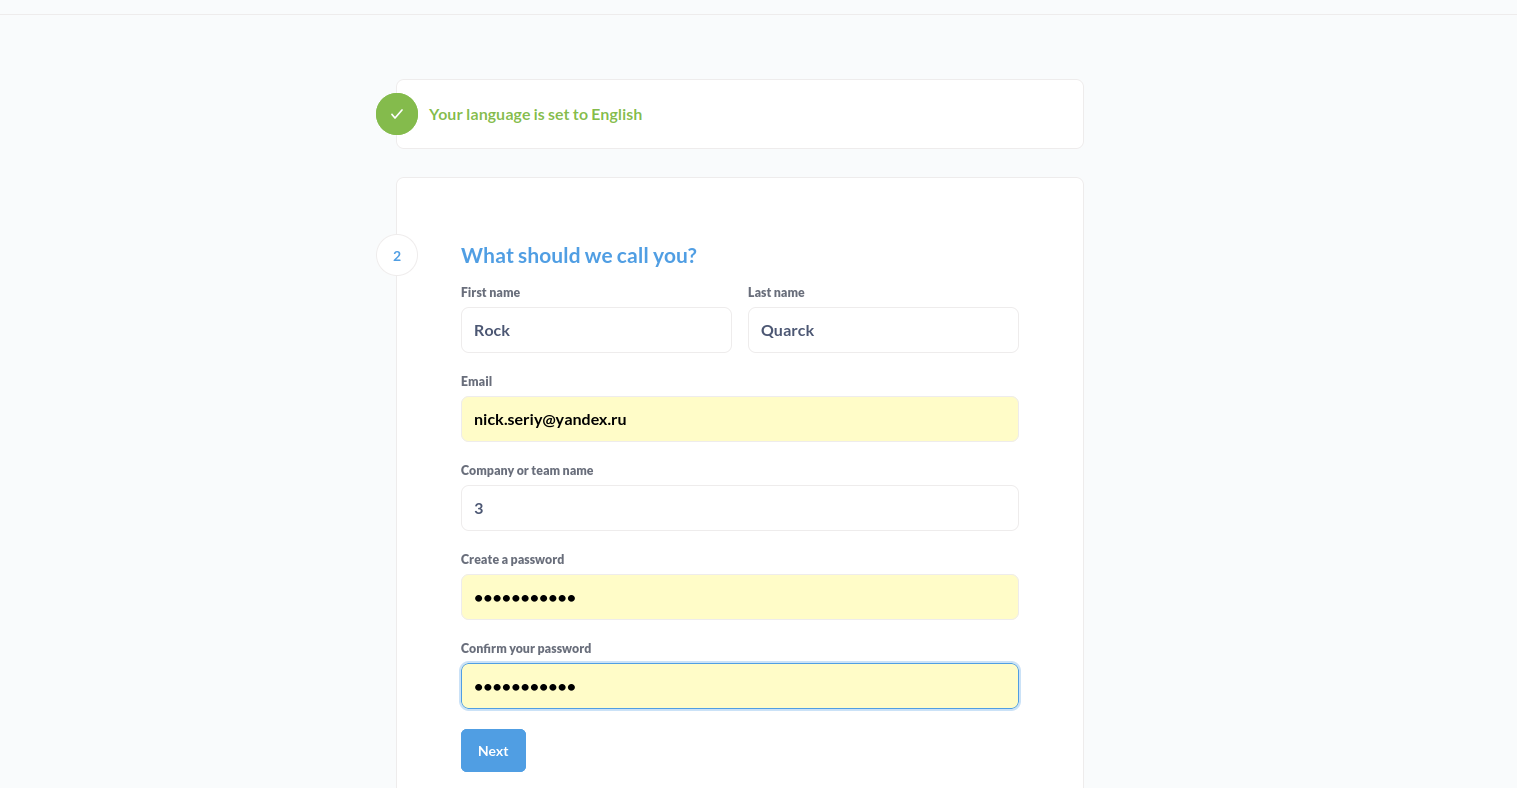 Your language is set to English
2
What should we call you?
First name
Last name
Rock
Quarck
Email
nick.seriy@yandex.ru
Company or team name
3
Create a password
•••••••••••
Confirm your password
•••••••••••
Next